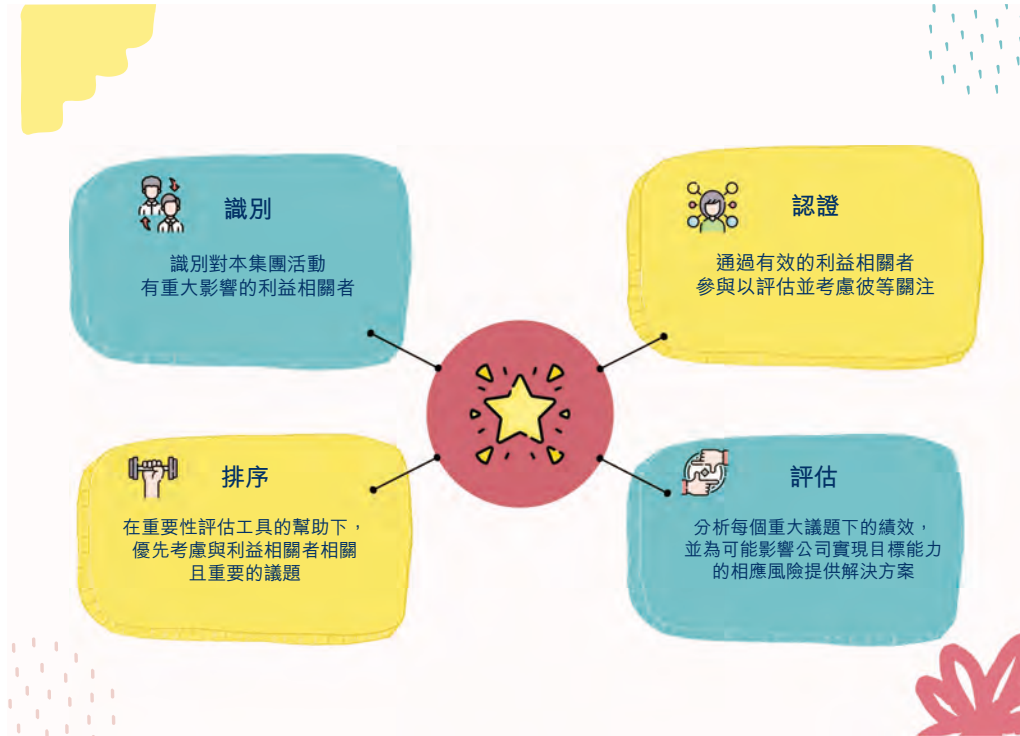 識別
識別對本集團活動
有重大影響的利益相關者
認證
通過有效的利益相關者
參與以評估並考慮彼等關注
排序
在重要性評估工具的幫助下，
優先考慮與利益相關者相關
且重要的議題
評估
分析每個重大議題下的績效，
並為可能影響公司實現目標能力
的相應風險提供解決方案